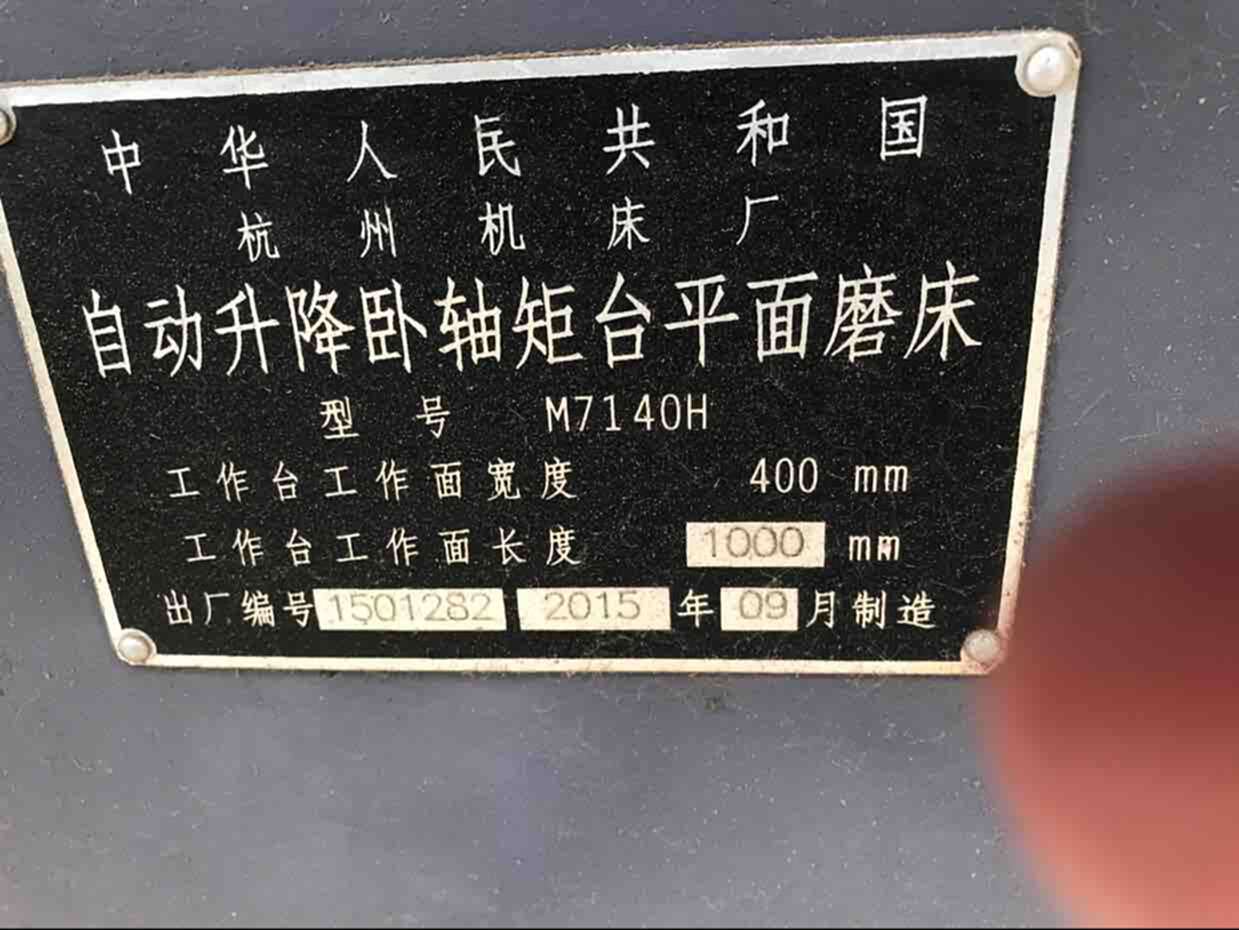 中华人民共和国
杭州机床厂
自动升降卧轴矩台平面磨床
型号 M7140H
工作台工作面宽度 400 mm
工作台工作面长度 1000 mm
出厂编号 1501282 2015 年 09 月制造